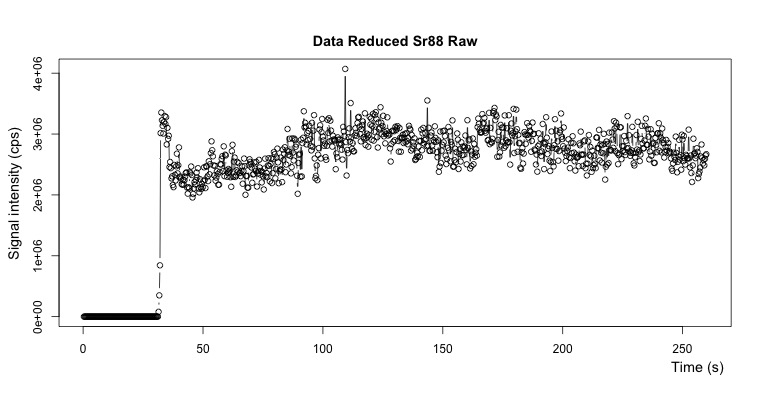 Data Reduced Sr88 Raw
Signal intensity (cps)
4e+06
3e+06
2e+06
1e+06
0e+00
0 50 100 150 200 250
Time (s)